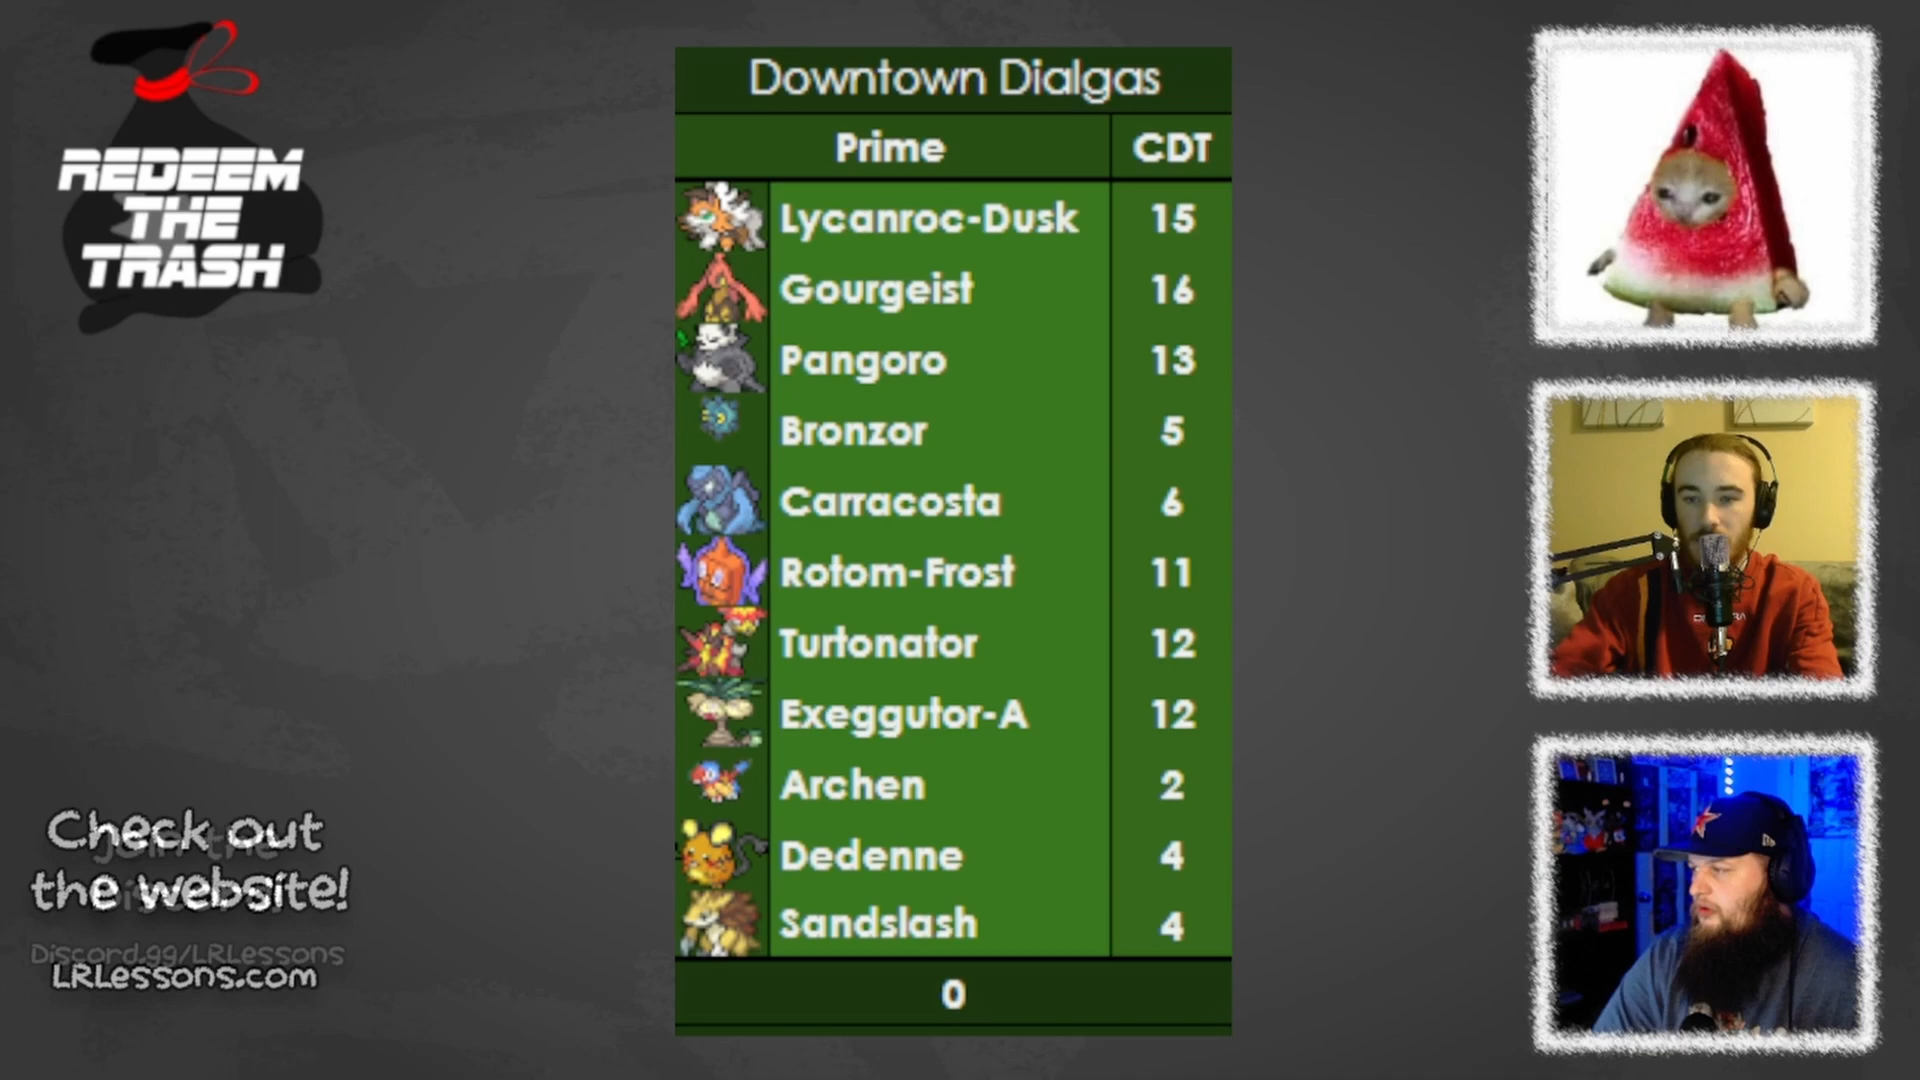 REDEEM
THE
TRASH
Downtown Dialgas
Prime CDT
Lycanroc-Dusk 15
Gourgeist 16
Pangoro 13
Bronzor 5
Carracosta 6
Rotom-Frost 11
Turtonator 12
Exeggutor-A 12
Archen 2
Dedenne 4
Sandslash 4
0
Check out
the website!
Discord.gg/LRLessons
LRLessons.com